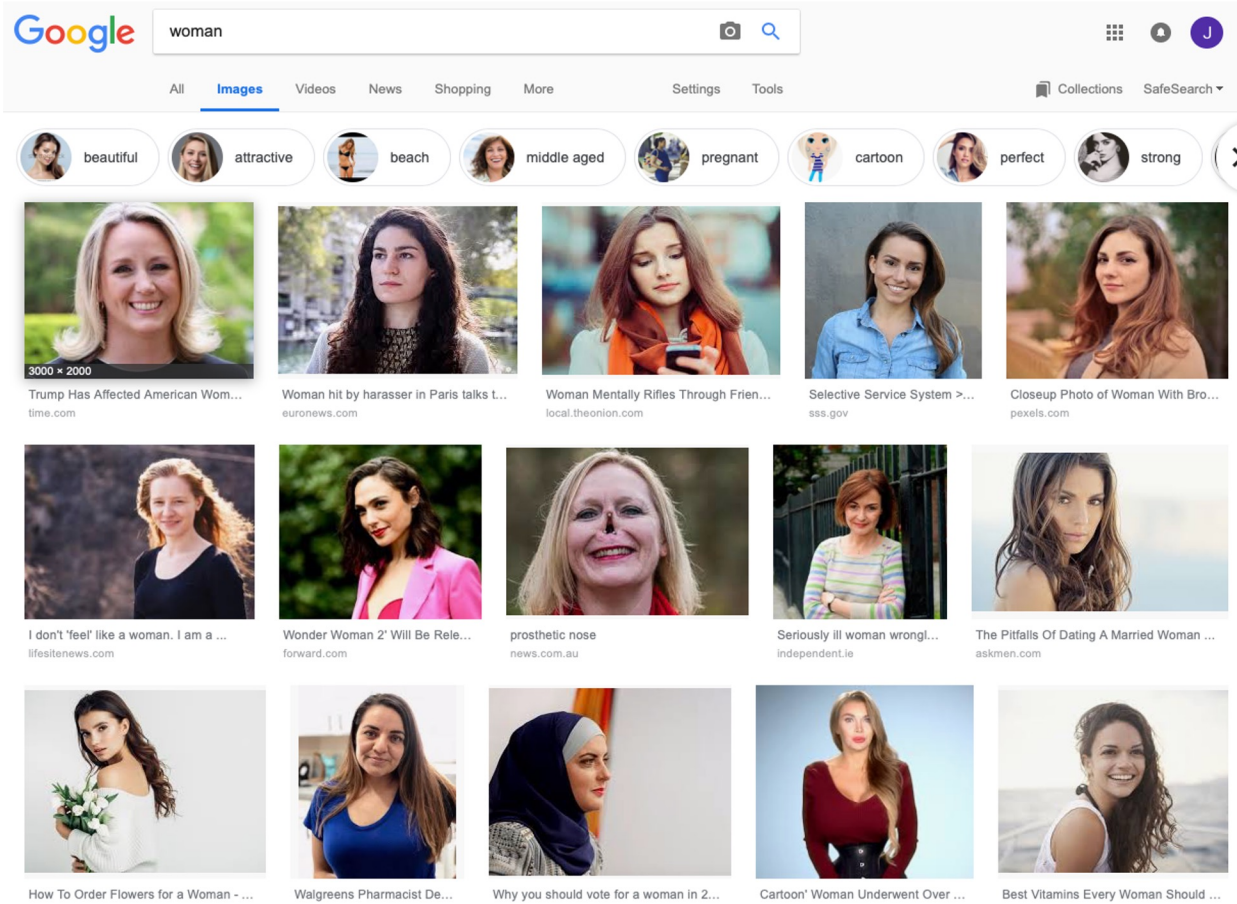 Google
woman
J
All Images Videos News Shopping More Settings Tools Collections SafeSearch
beautiful attractive beach middle aged pregnant cartoon perfect strong
3000 × 2000
Trump Has Affected American Wom... Woman hit by harasser in Paris talks t... Woman Mentally Rifles Through Frien... Selective Service System >... Closeup Photo of Woman With Bro...
time.com euronews.com local.theonion.com sss.gov pexels.com
I don't 'feel' like a woman. I am a ... Wonder Woman 2' Will Be Rele... prosthetic nose Seriously ill woman wrongl... The Pitfalls Of Dating A Married Woman ...
lifesitenews.com forward.com news.com.au independent.ie askmen.com
How To Order Flowers for a Woman - ... Walgreens Pharmacist De... Why you should vote for a woman in 2... Cartoon' Woman Underwent Over ... Best Vitamins Every Woman Should ...